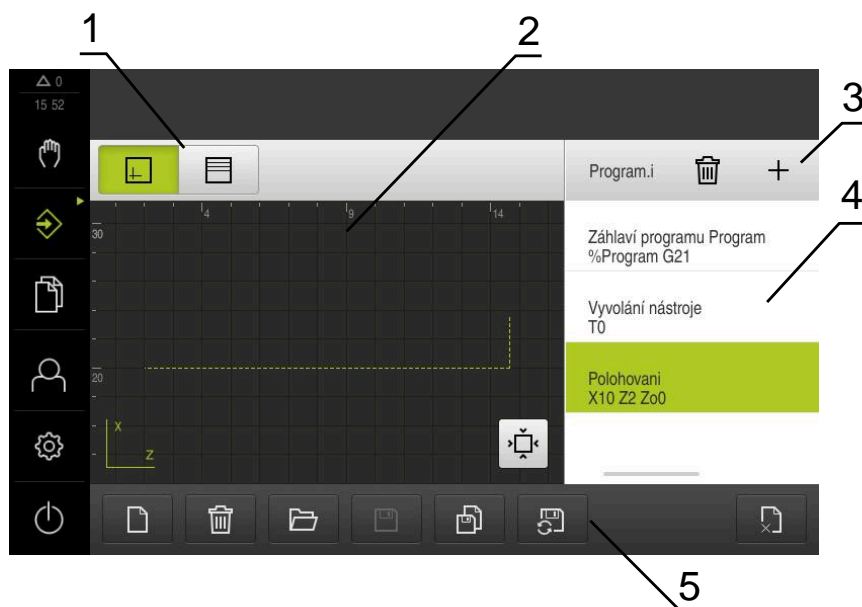 1
2
3
4
5
0
15 52
Program.i
4
9
14
30
20
X
Z
Záhlaví programu Program
%Program G21
Vyvolání nástroje
T0
Polohovani
X10 Z2 Zo0